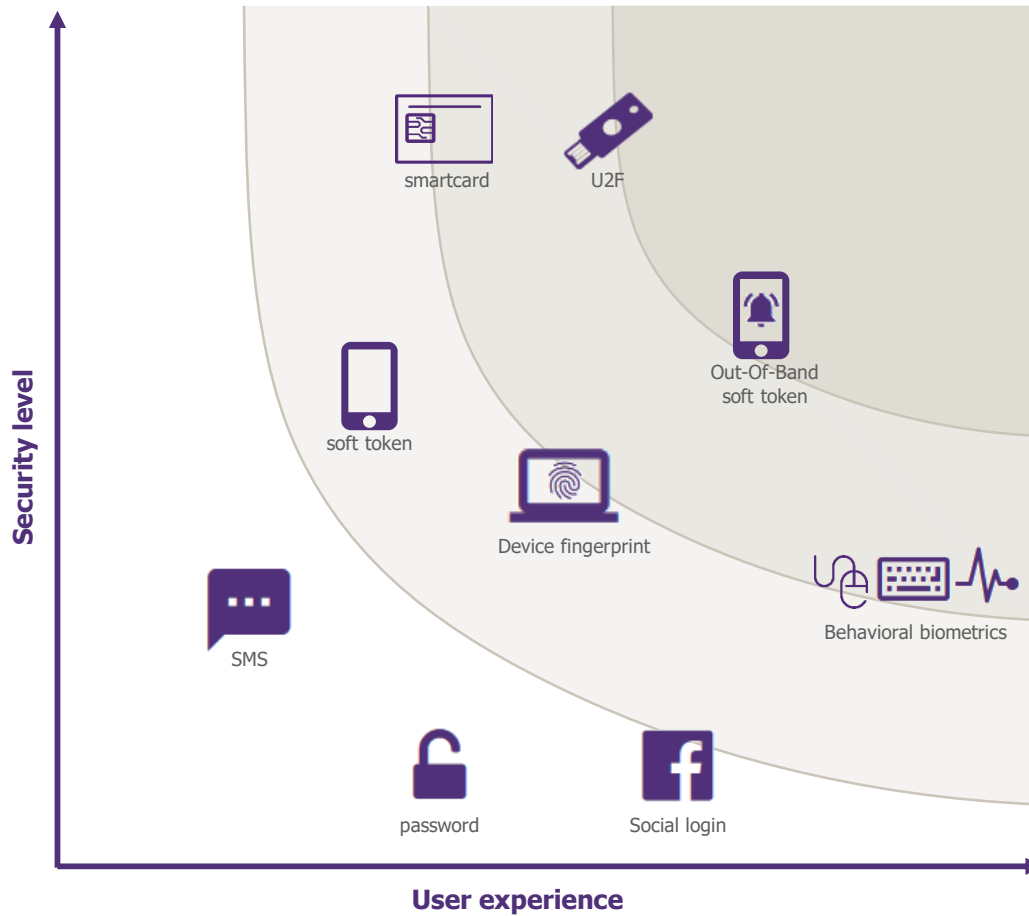 smartcard
U2F
Out-Of-Band
soft token
soft token
Device fingerprint
Behavioral biometrics
SMS
password
Social login
Security level
User experience